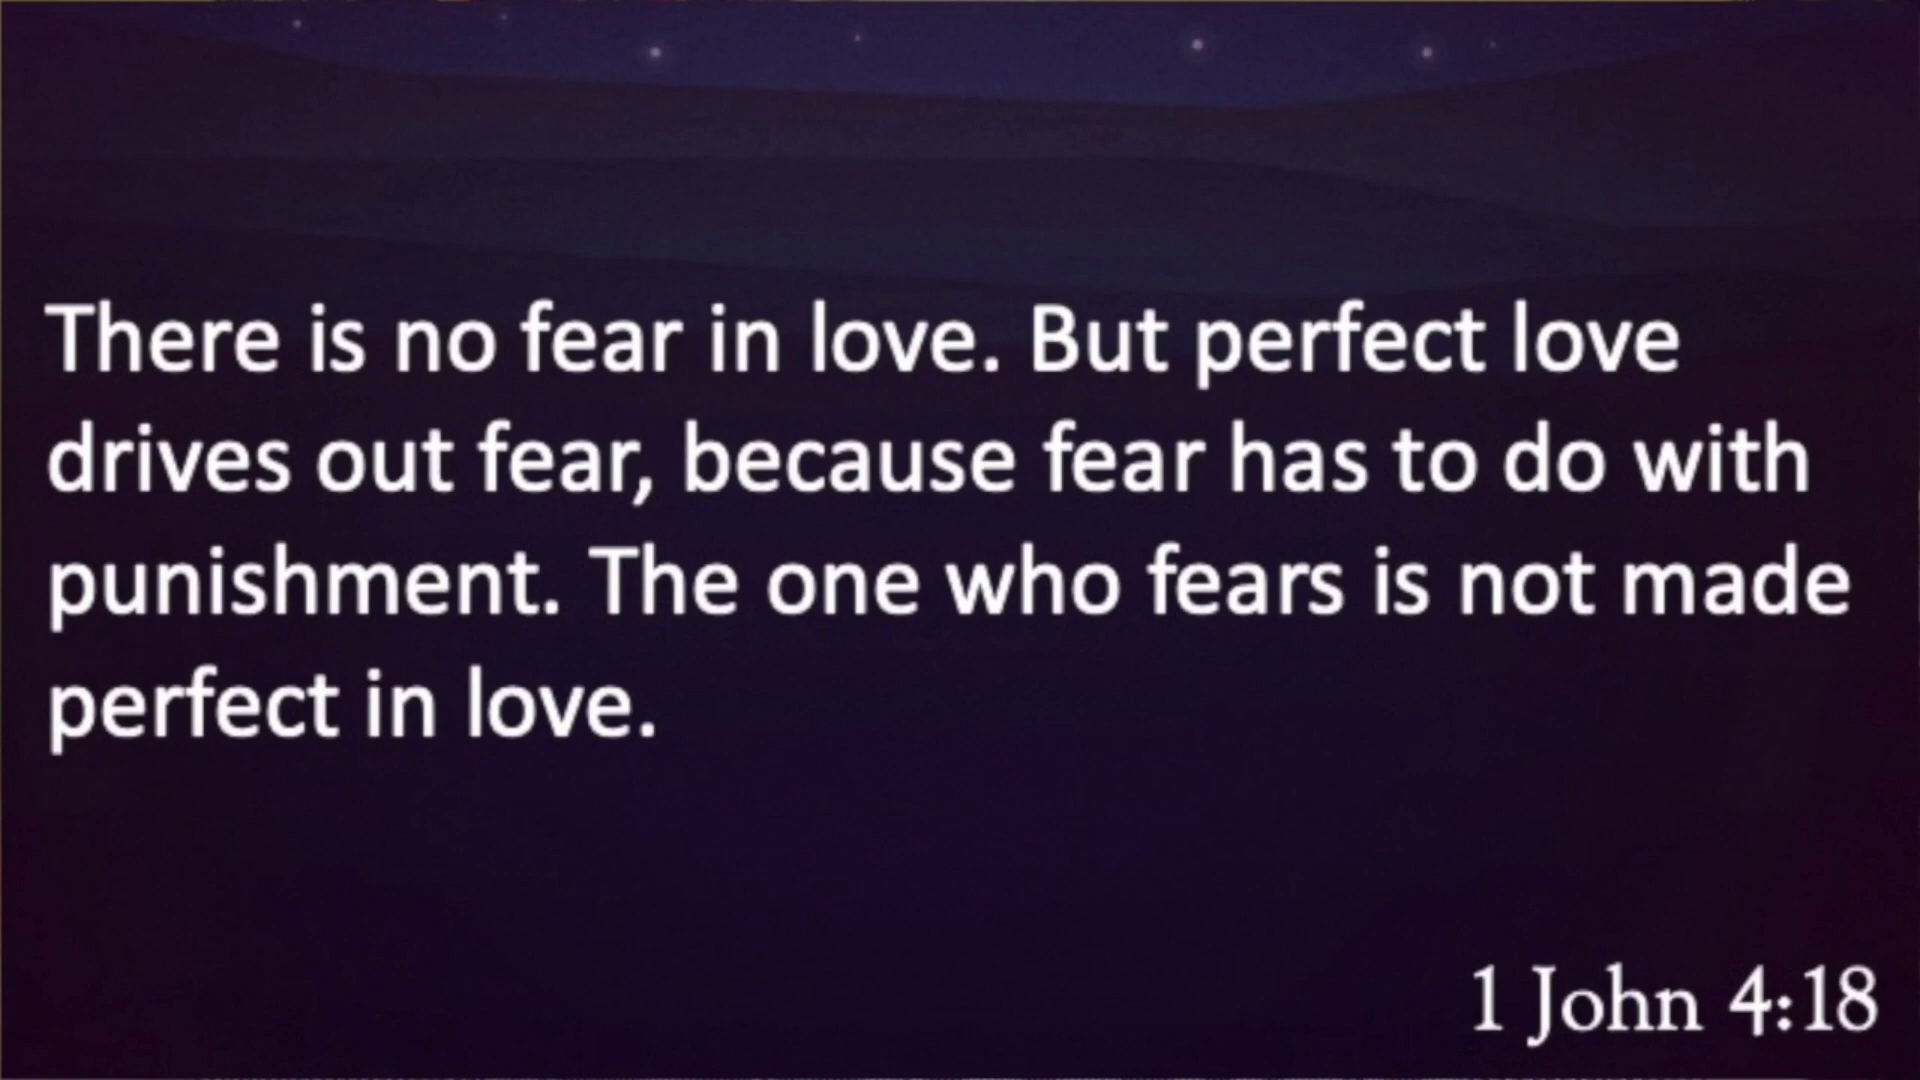 There is no fear in love. But perfect love
drives out fear, because fear has to do with
punishment. The one who fears is not made
perfect in love.
1 John 4:18